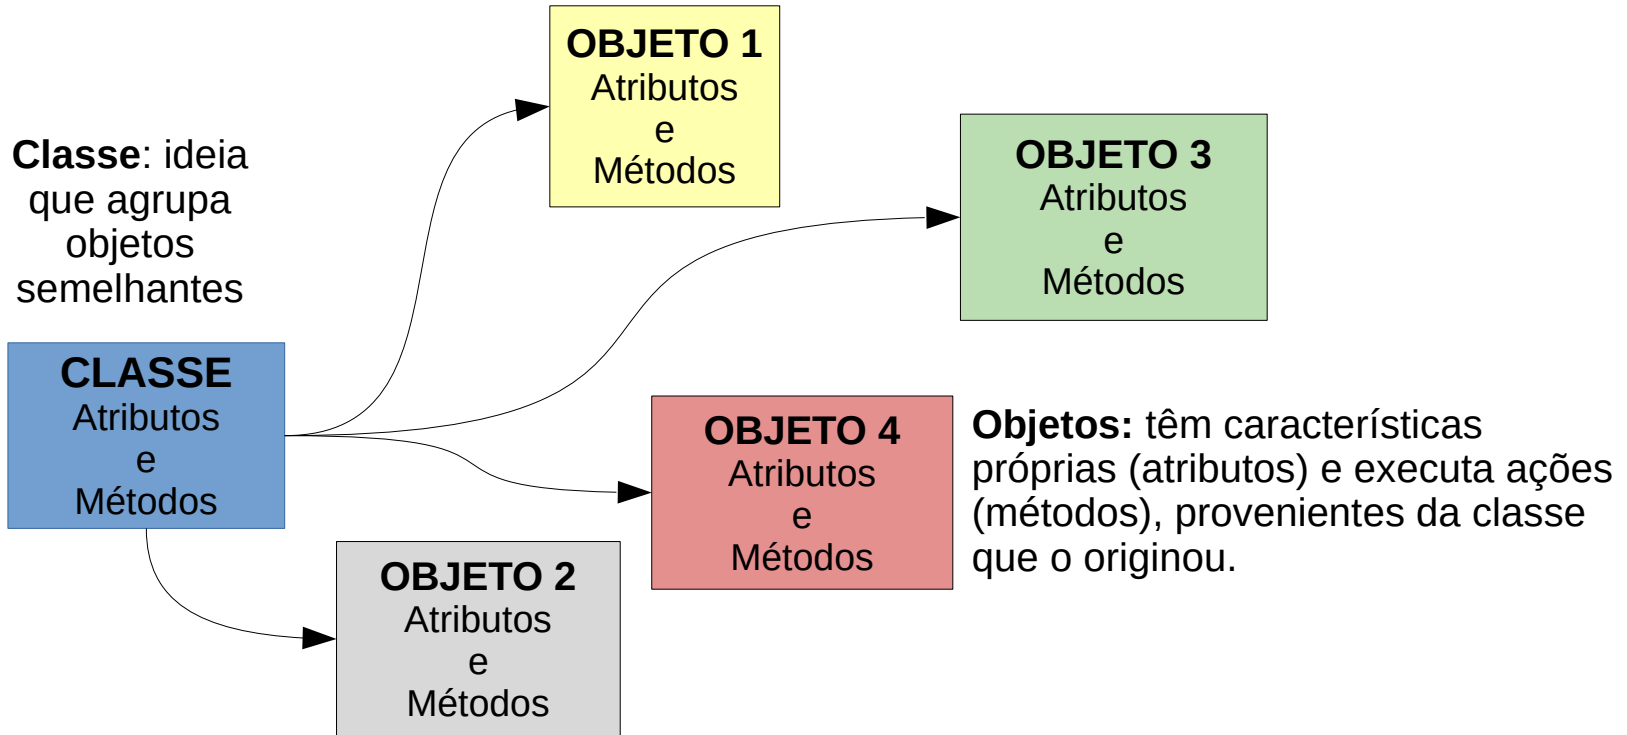 OBJETO 1
Atributos
e
Métodos
Classe: ideia
que agrupa
objetos
semelhantes
OBJETO 3
Atributos
e
Métodos
CLASSE
Atributos
e
Métodos
OBJETO 4
Atributos
e
Métodos
Objetos: têm características
próprias (atributos) e executa ações
(métodos), provenientes da classe
que o originou.
OBJETO 2
Atributos
e
Métodos